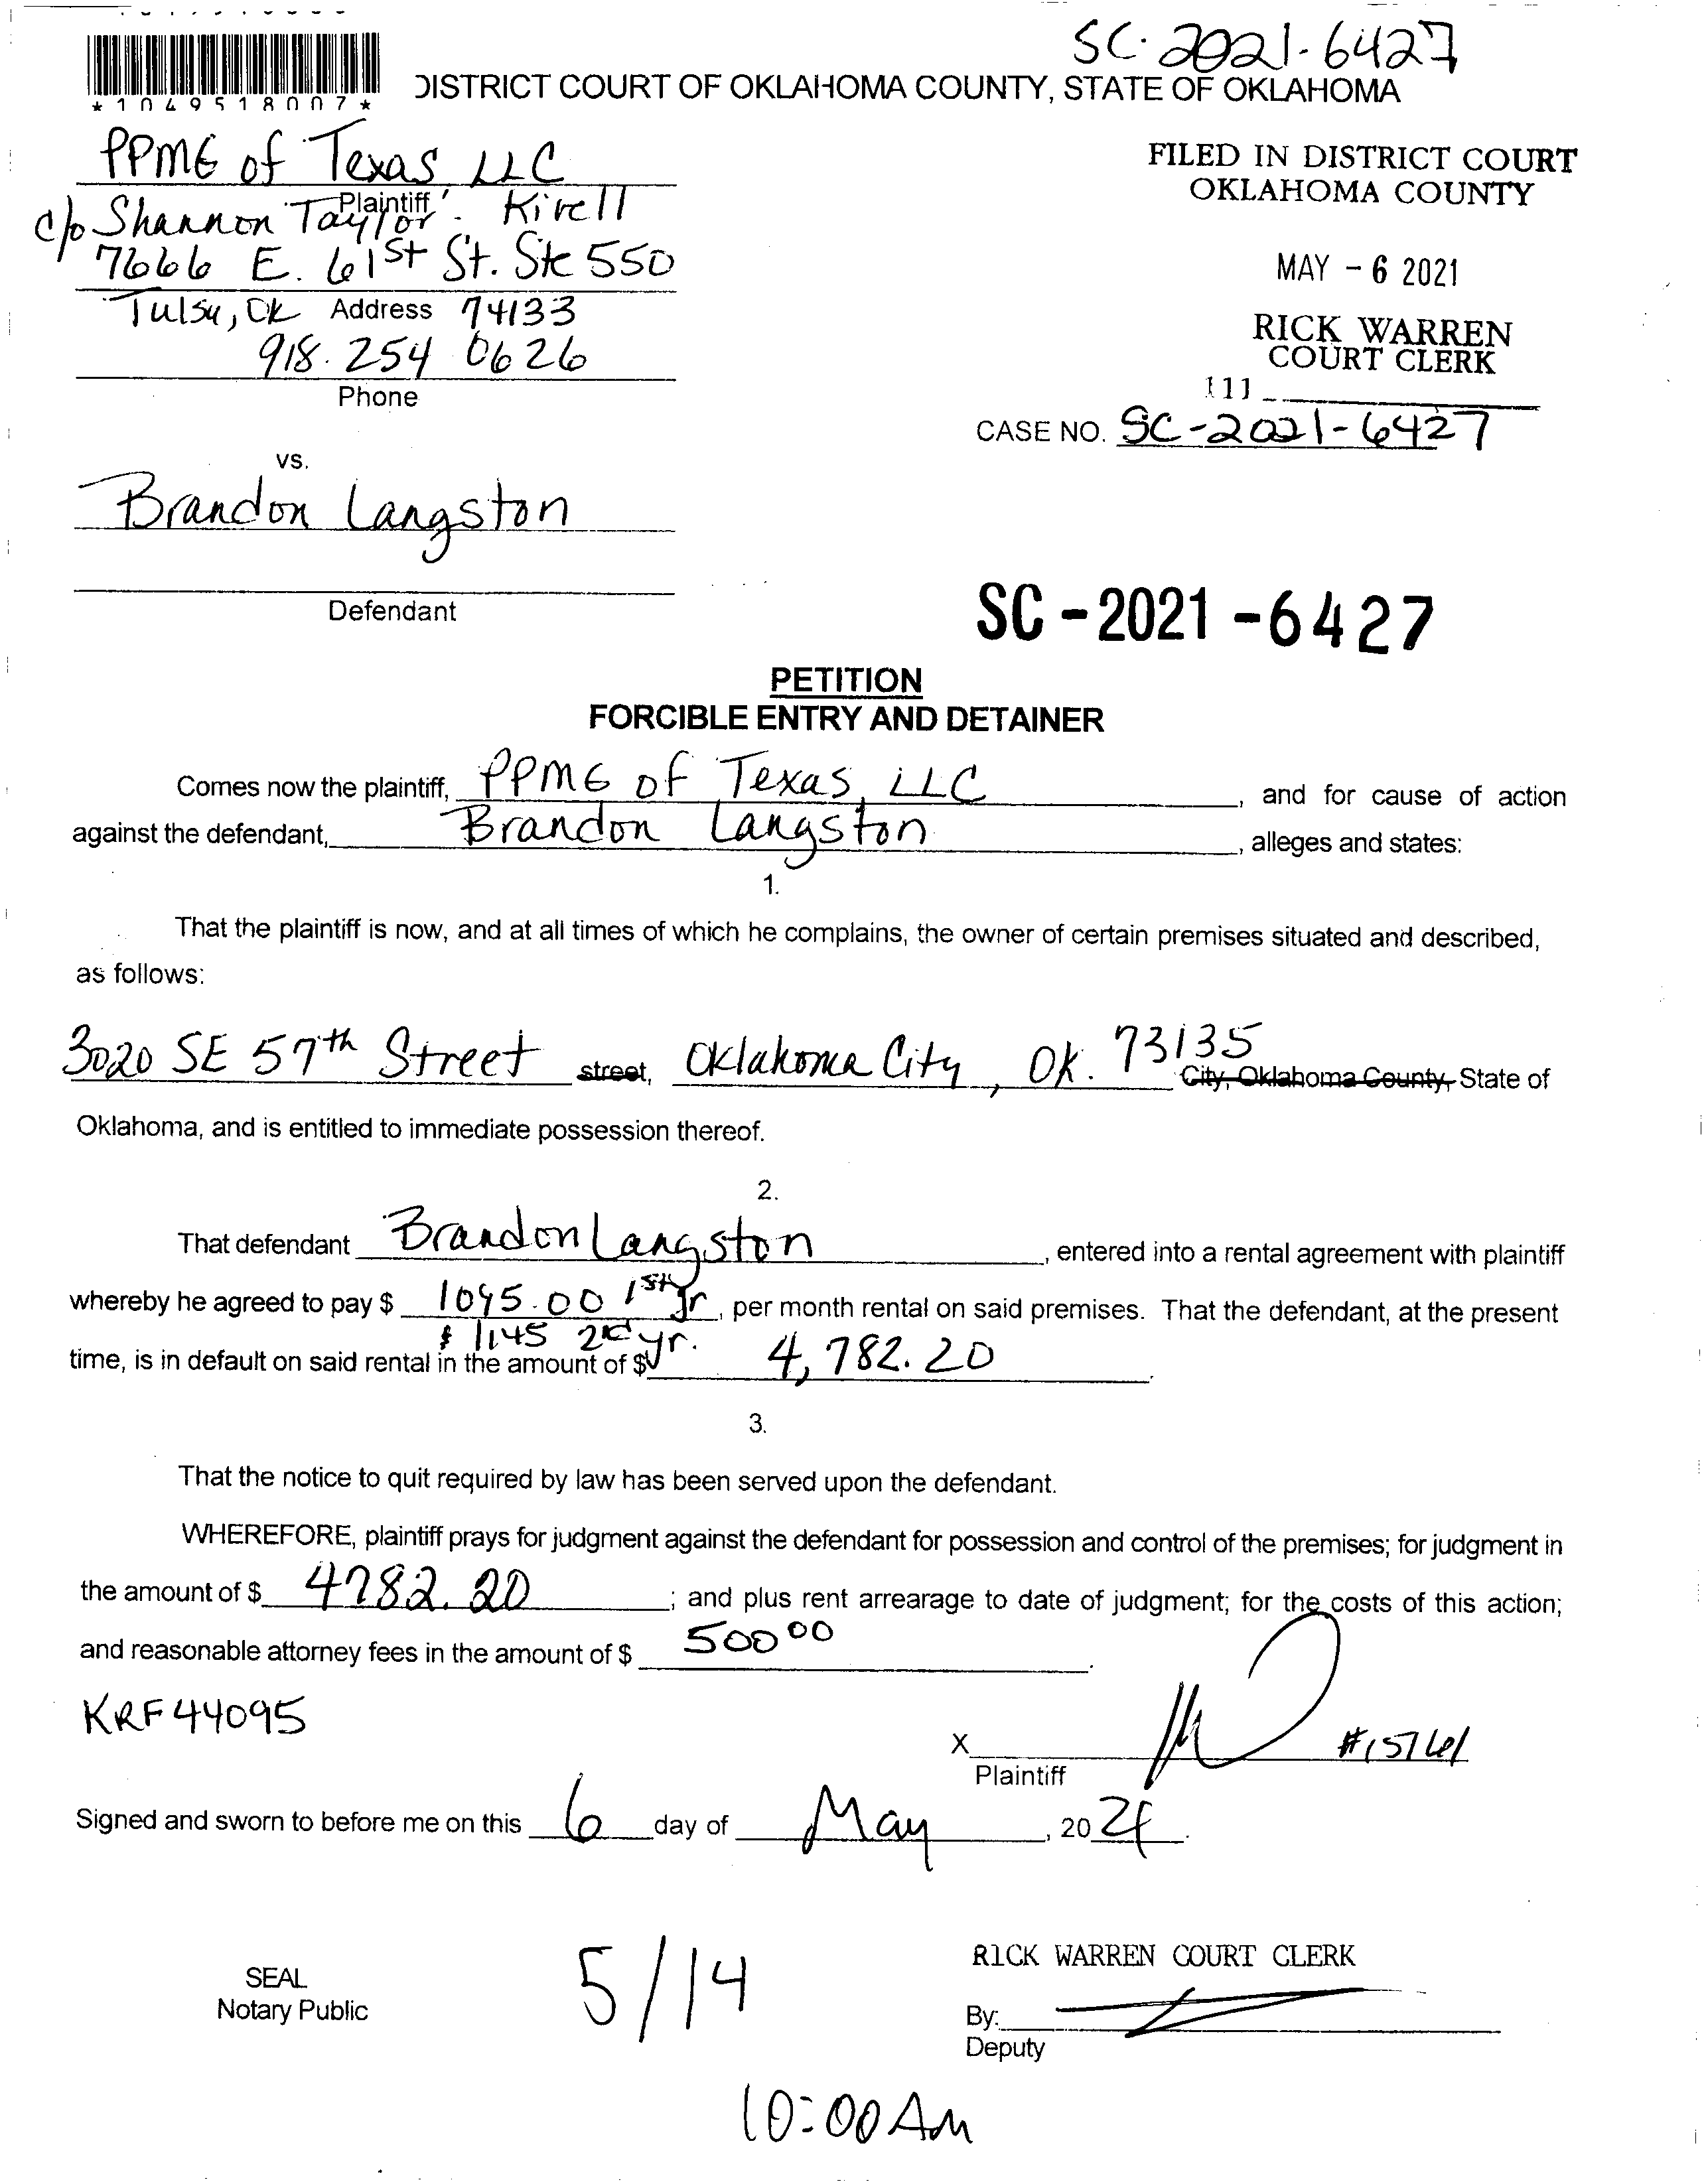 SC-2021-6427
*1049518007*
DISTRICT COURT OF OKLAHOMA COUNTY, STATE OF OKLAHOMA
PPMG of Texas, LLC
Plaintiff
c/o Shannon Taylor Kirell
7666 E. 61st St. Ste 550
Tulsa, Ok Address 74133
918.254 0626
Phone
FILED IN DISTRICT COURT
OKLAHOMA COUNTY
MAY - 6 2021
RICK WARREN
COURT CLERK
111
CASE NO. SC-2021-6427
vs.
Brandon Langston
Defendant
SC-2021-6427
PETITION
FORCIBLE ENTRY AND DETAINER
Comes now the plaintiff, PPMG of Texas, LLC, and for cause of action
against the defendant, Brandon Langston, alleges and states:
1.
That the plaintiff is now, and at all times of which he complains, the owner of certain premises situated and described,
as follows:
3020 SE 57th Street street, Oklahoma City, Ok. 73135 City, Oklahoma County, State of
Oklahoma, and is entitled to immediate possession thereof.
2.
That defendant Brandon Langston, entered into a rental agreement with plaintiff
whereby he agreed to pay $ 1095.00 1st yr, per month rental on said premises. That the defendant, at the present
$1145 2nd yr.
time, is in default on said rental in the amount of $ 4,782.20.
3.
That the notice to quit required by law has been served upon the defendant.
WHEREFORE, plaintiff prays for judgment against the defendant for possession and control of the premises; for judgment in
the amount of $ 4782.20; and plus rent arrearage to date of judgment; for the costs of this action;
and reasonable attorney fees in the amount of $ 500 00.
KRF44095
X #15761
Plaintiff
Signed and sworn to before me on this 6 day of May, 2021.
SEAL
Notary Public
5/14
RICK WARREN COURT CLERK
By:
Deputy
10:00 AM